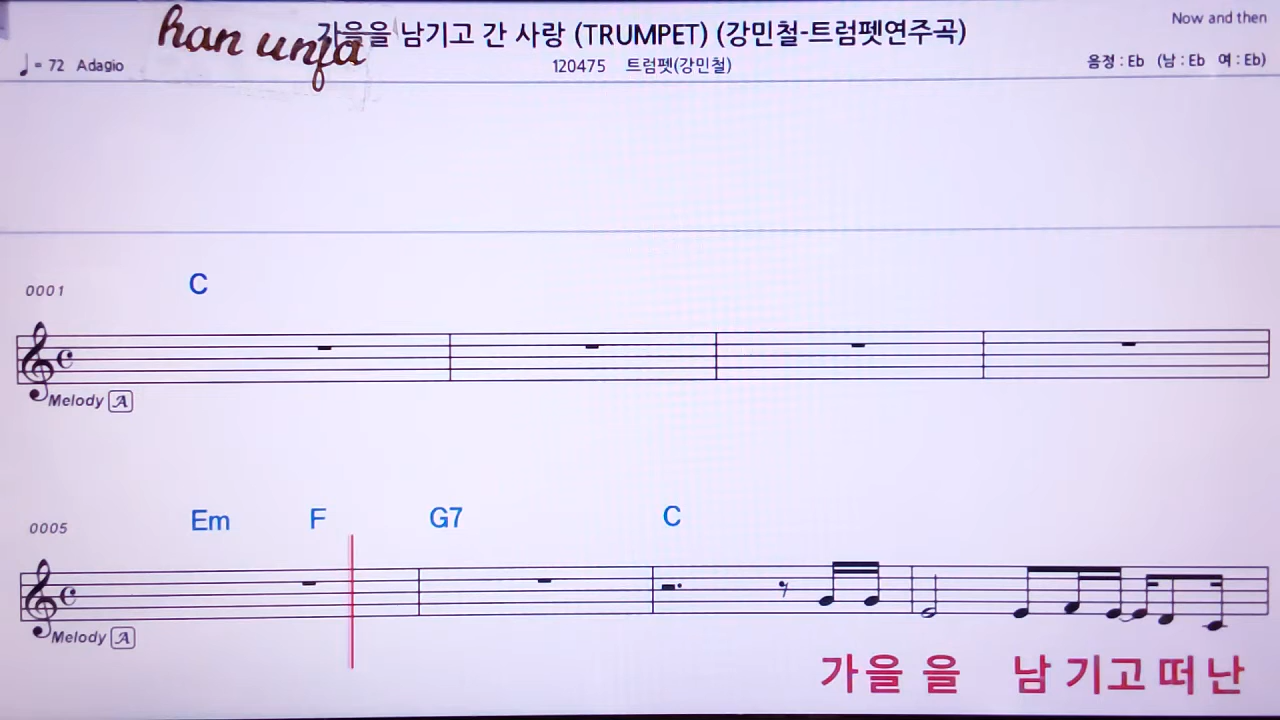 han unja
가을을 남기고 간 사랑 (TRUMPET) (강민철-트럼펫연주곡)
Now and then
♩= 72 Adagio
120475 트럼펫(강민철)
음정 : Eb (남 : Eb 여 : Eb)
0001
C
Melody A
0005
Em F G7 C
Melody A
가을 을 남 기고 떠 난